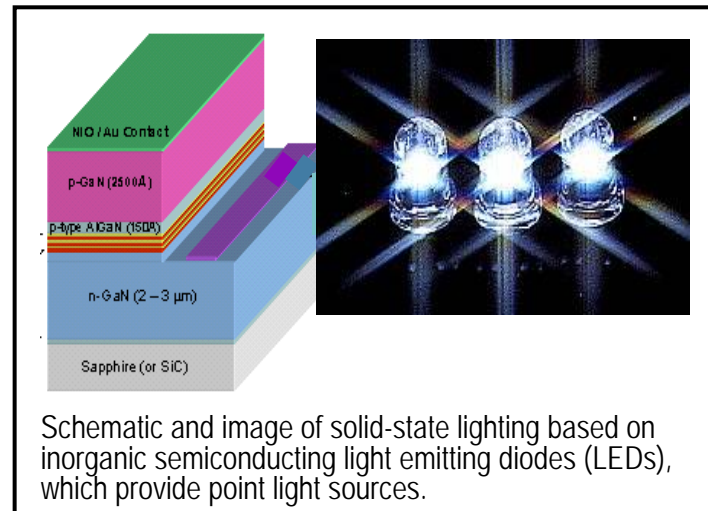 NIO / Au Contact
p-GaN (2500Å)
p-type AlGaN (150Å)
n-GaN (2 – 3 µm)
Sapphire (or SiC)
Schematic and image of solid-state lighting based on
inorganic semiconducting light emitting diodes (LEDs),
which provide point light sources.